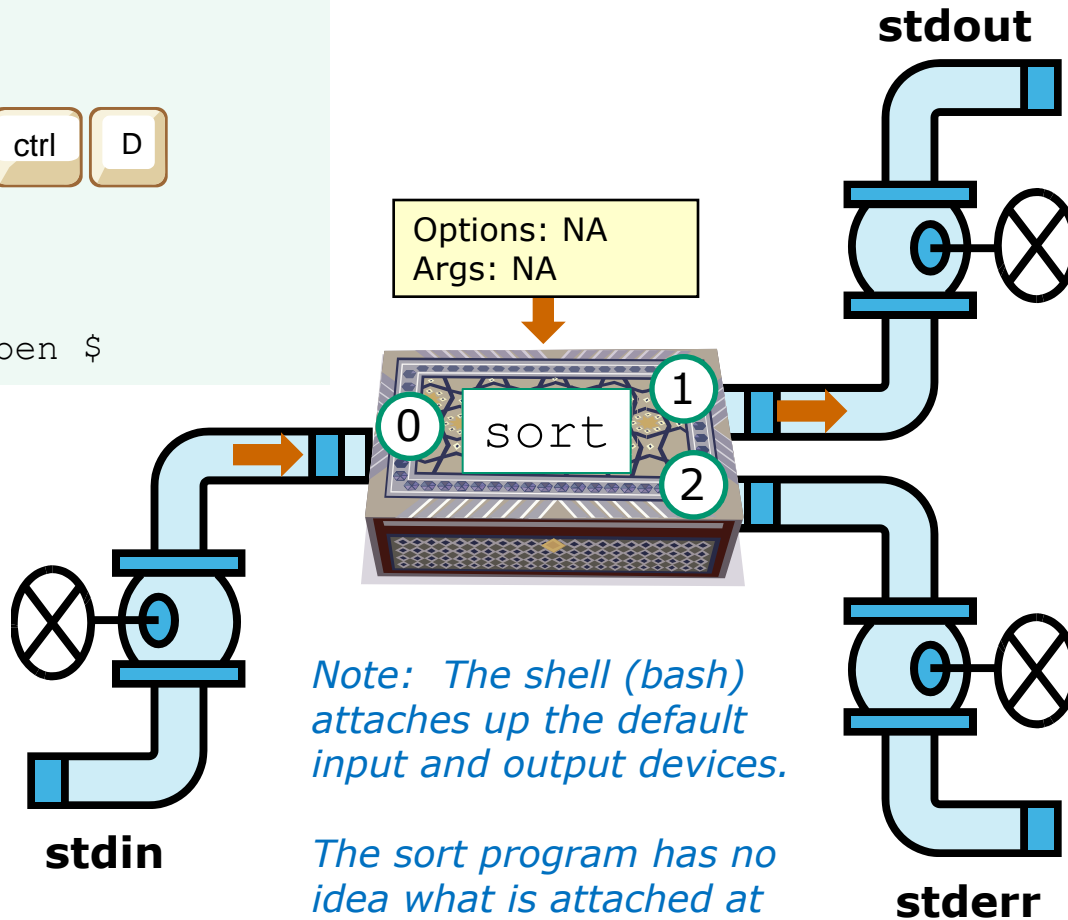 stdout
ctrl D
Options: NA
Args: NA
$
0
sort
1
2
Note: The shell (bash)
attaches up the default
input and output devices.
The sort program has no
idea what is attached at
stdin
stderr